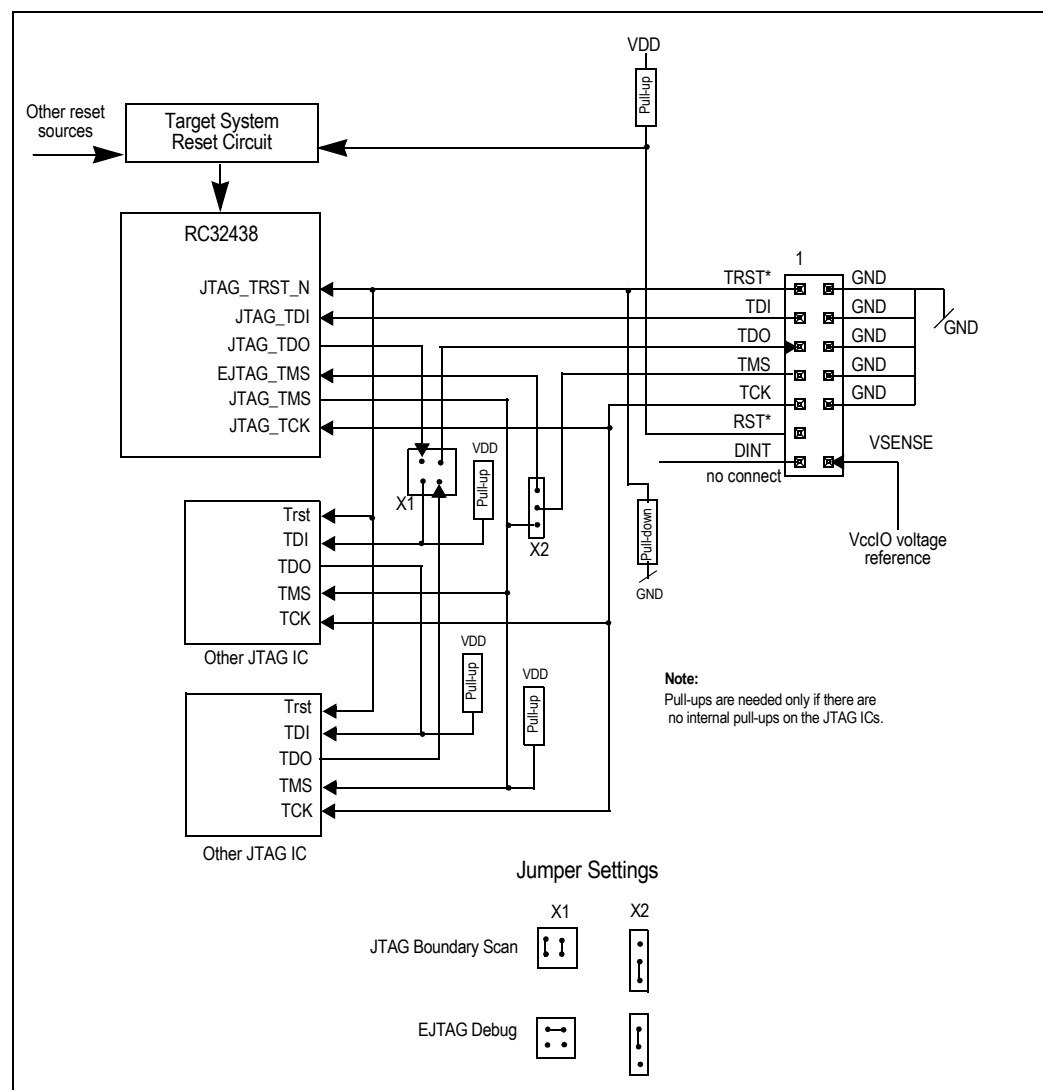 VDD
Pull-up
Other reset
sources
Target System
Reset Circuit
RC32438
1
JTAG_TRST_N
TRST*
GND
JTAG_TDI
TDI
GND
GND
JTAG_TDO
TDO
GND
EJTAG_TMS
TMS
GND
JTAG_TMS
TCK
GND
JTAG_TCK
RST*
VSENSE
DINT
no connect
VDD
Pull-up
X1
X2
Pull-down
GND
VccIO voltage
reference
Trst
TDI
TDO
TMS
TCK
Other JTAG IC
VDD
Pull-up
VDD
Pull-up
Note:
Pull-ups are needed only if there are
no internal pull-ups on the JTAG ICs.
Trst
TDI
TDO
TMS
TCK
Other JTAG IC
Jumper Settings
X1
X2
JTAG Boundary Scan
EJTAG Debug